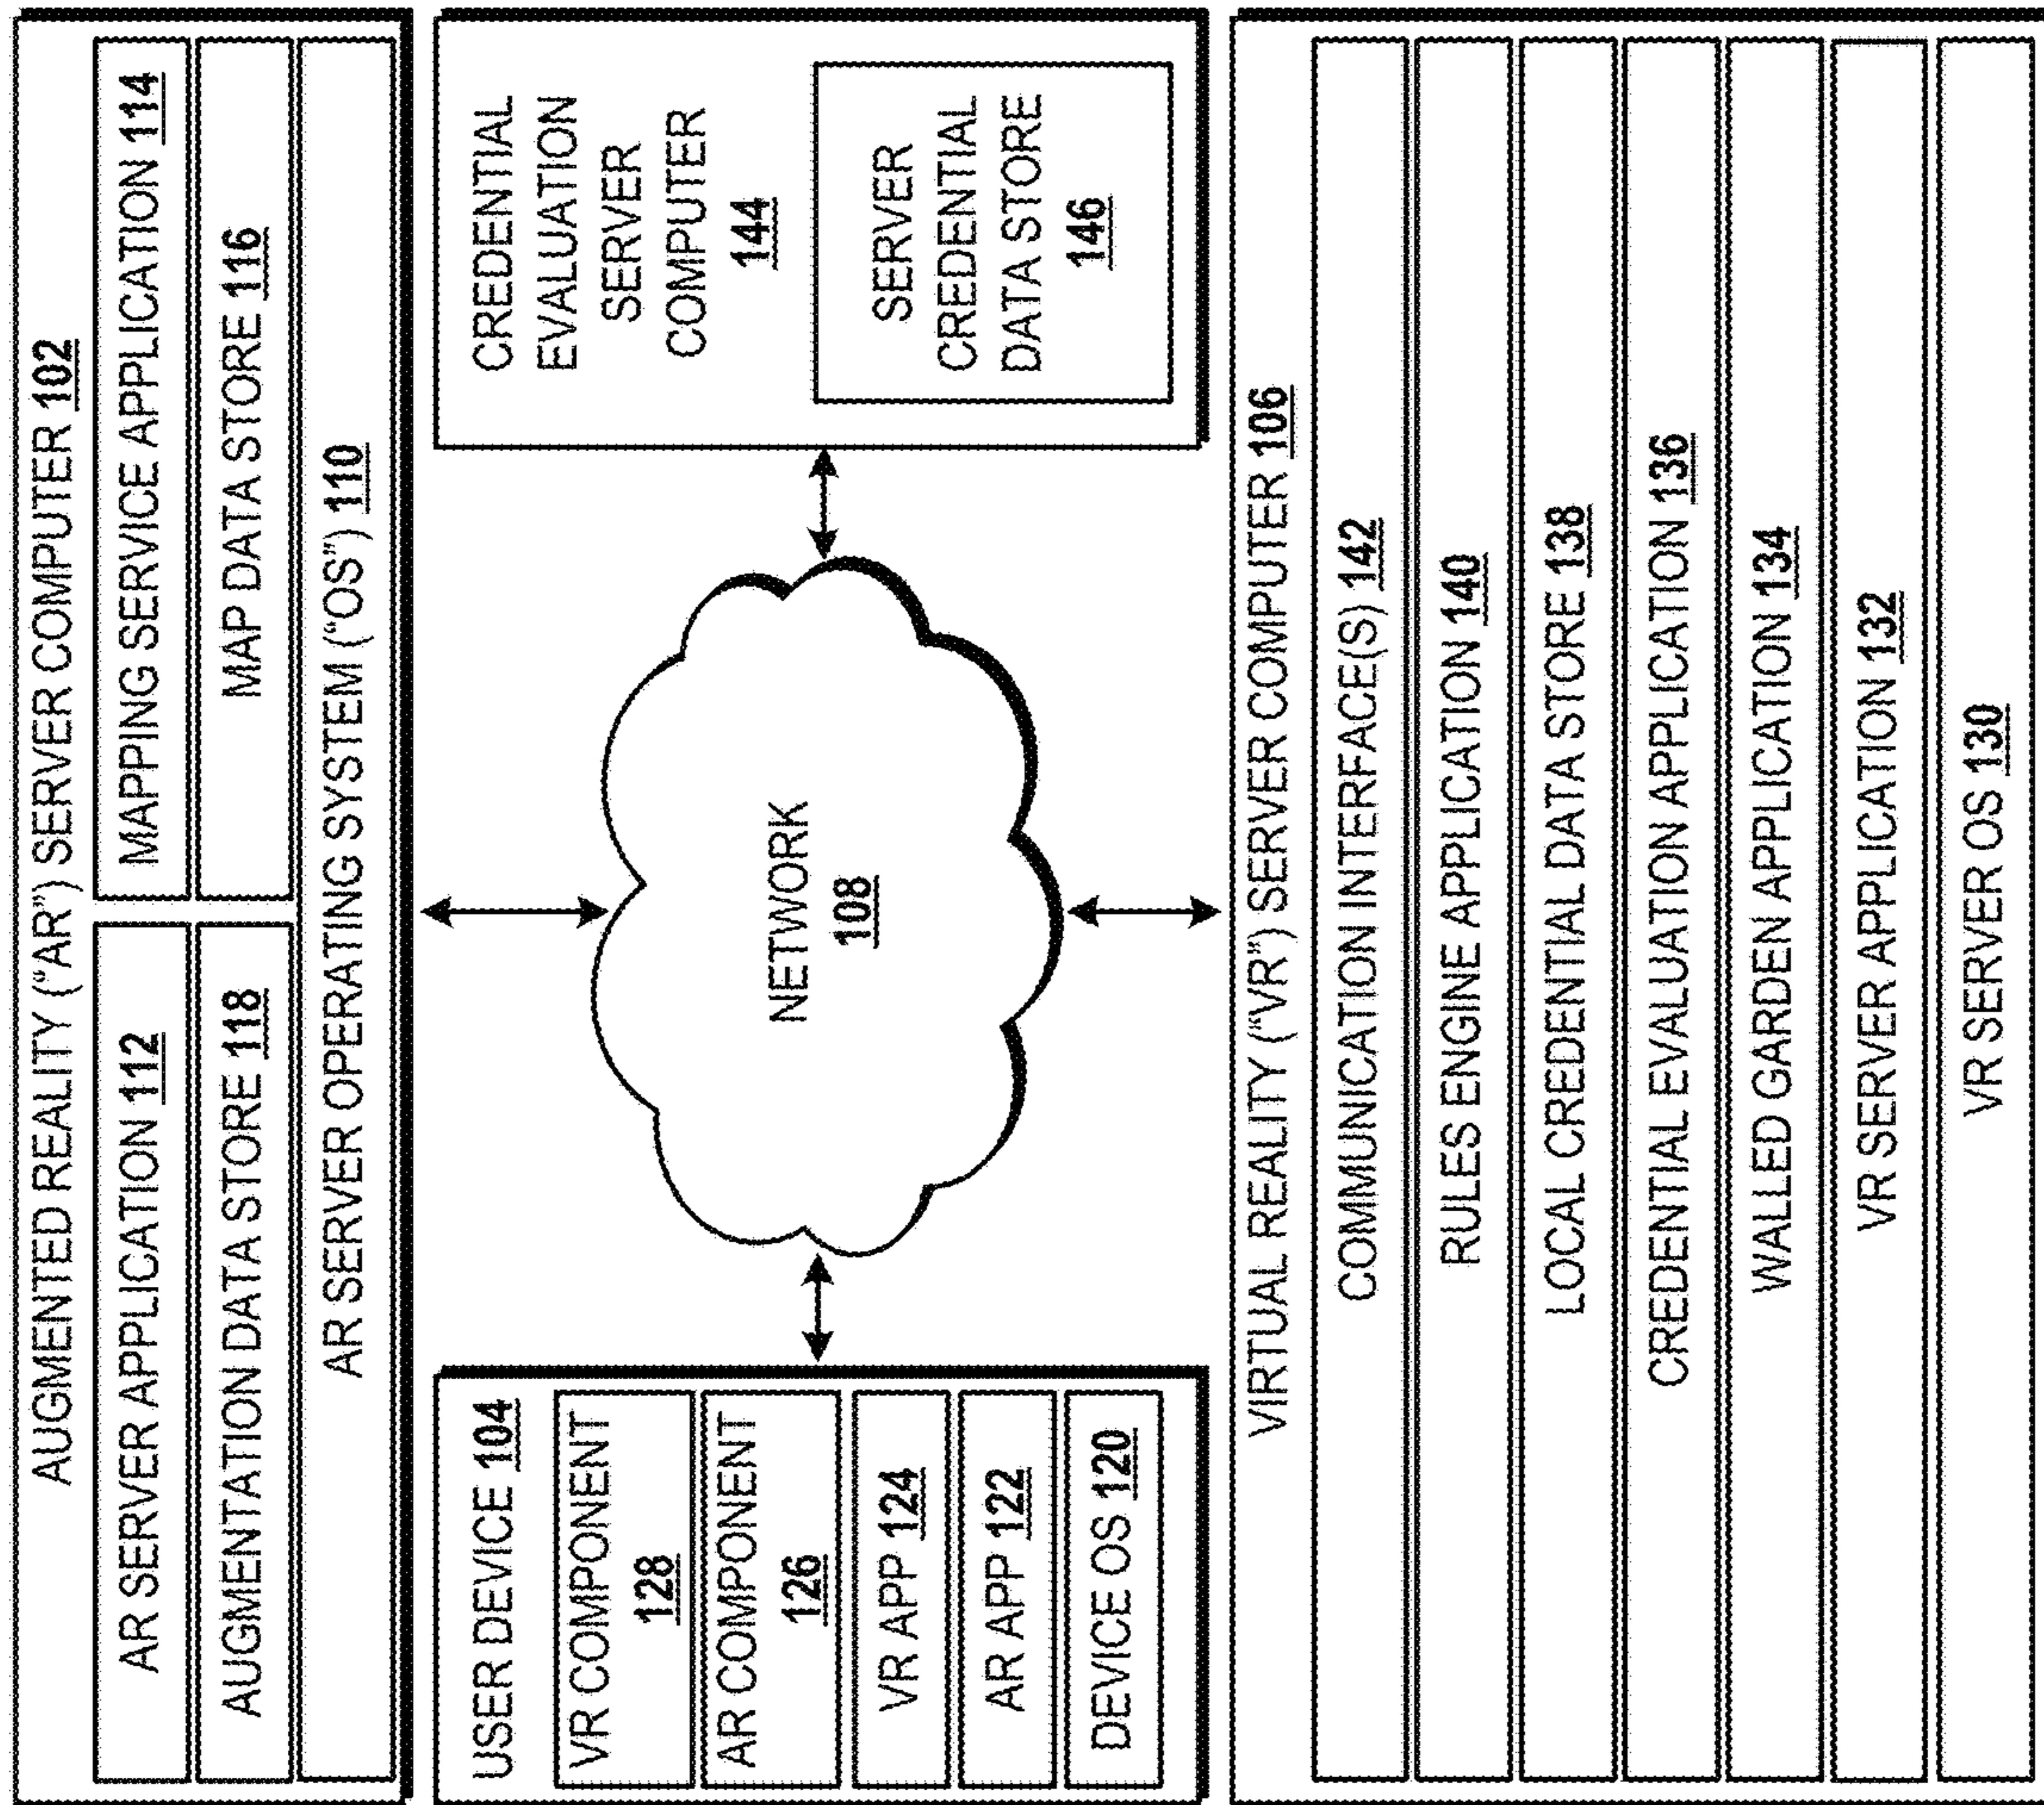 AUGMENTED REALITY (“AR”) SERVER COMPUTER 102
AR SERVER APPLICATION 112
MAPPING SERVICE APPLICATION 114
AUGMENTATION DATA STORE 118
MAP DATA STORE 116
AR SERVER OPERATING SYSTEM (“OS”) 110
USER DEVICE 104
VR COMPONENT
128
AR COMPONENT
126
VR APP 124
AR APP 122
DEVICE OS 120
NETWORK
108
CREDENTIAL
EVALUATION
SERVER
COMPUTER
144
SERVER
CREDENTIAL
DATA STORE
146
VIRTUAL REALITY (“VR”) SERVER COMPUTER 106
COMMUNICATION INTERFACE(S) 142
RULES ENGINE APPLICATION 140
LOCAL CREDENTIAL DATA STORE 138
CREDENTIAL EVALUATION APPLICATION 136
WALLED GARDEN APPLICATION 134
VR SERVER APPLICATION 132
VR SERVER OS 130